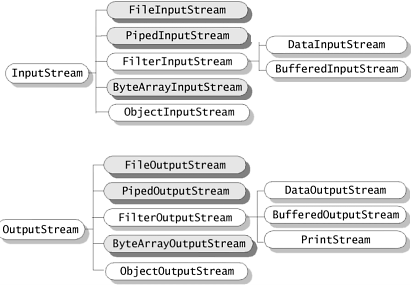 FileInputStream
PipedInputStream
DataInputStream
InputStream
FilterInputStream
BufferedInputStream
ByteArrayInputStream
ObjectInputStream
FileOutputStream
PipedOutputStream
DataOutputStream
OutputStream
FilterOutputStream
BufferedOutputStream
ByteArrayOutputStream
PrintStream
ObjectOutputStream